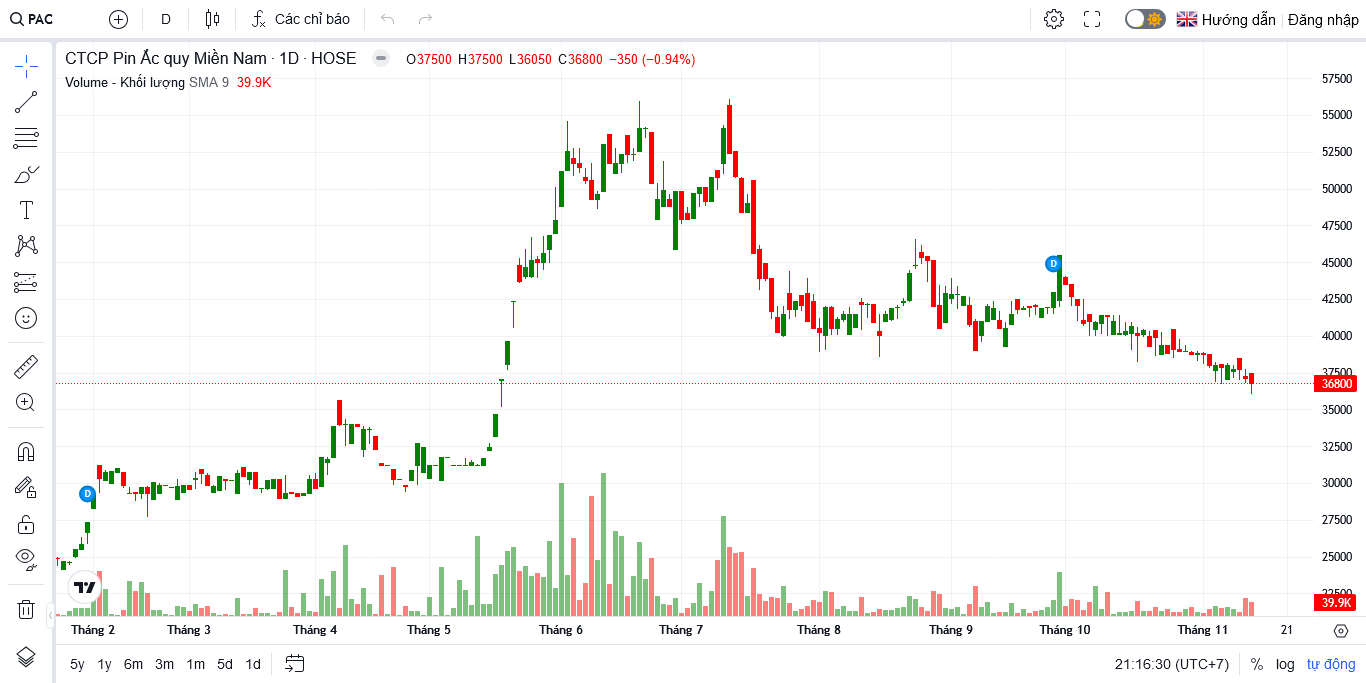 PAC D Các chỉ báo Hướng dẫn Đăng nhập
CTCP Pin Ắc quy Miền Nam · 1D · HOSE O37500 H37500 L36050 C36800 −350 (−0.94%)
Volume - Khối lượng SMA 9 39.9K
57500
55000
52500
50000
47500
45000
D
42500
40000
37500
36800
35000
32500
30000
D
27500
25000
22500
39.9K
Tháng 2 Tháng 3 Tháng 4 Tháng 5 Tháng 6 Tháng 7 Tháng 8 Tháng 9 Tháng 10 Tháng 11 21
5y 1y 6m 3m 1m 5d 1d 21:16:30 (UTC+7) % log tự động